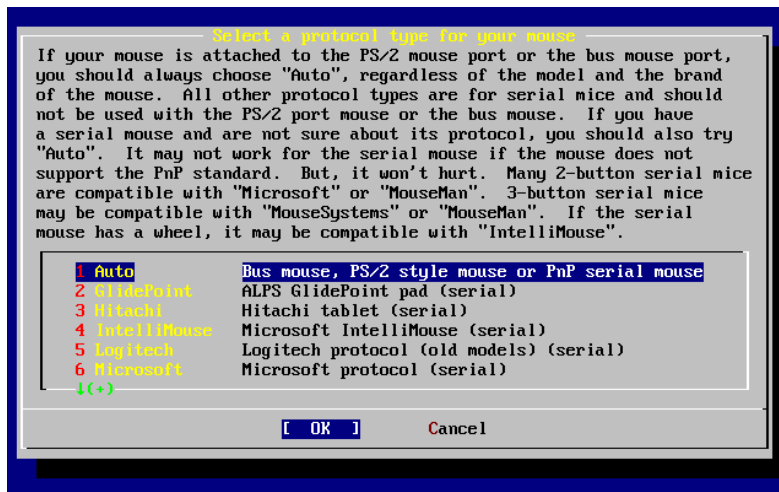 Select a protocol type for your mouse
If your mouse is attached to the PS/2 mouse port or the bus mouse port,
you should always choose "Auto", regardless of the model and the brand
of the mouse.  All other protocol types are for serial mice and should
not be used with the PS/2 port mouse or the bus mouse.  If you have
a serial mouse and are not sure about its protocol, you should also try
"Auto".  It may not work for the serial mouse if the mouse does not
support the PnP standard.  But, it won't hurt.  Many 2-button serial mice
are compatible with "Microsoft" or "MouseMan".  3-button serial mice
may be compatible with "MouseSystems" or "MouseMan".  If the serial
mouse has a wheel, it may be compatible with "IntelliMouse".
1 Auto Bus mouse, PS/2 style mouse or PnP serial mouse
2 GlidePoint ALPS GlidePoint pad (serial)
3 Hitachi Hitachi tablet (serial)
4 IntelliMouse Microsoft IntelliMouse (serial)
5 Logitech Logitech protocol (old models) (serial)
6 Microsoft Microsoft protocol (serial)
↓(+)
[ OK ] Cancel